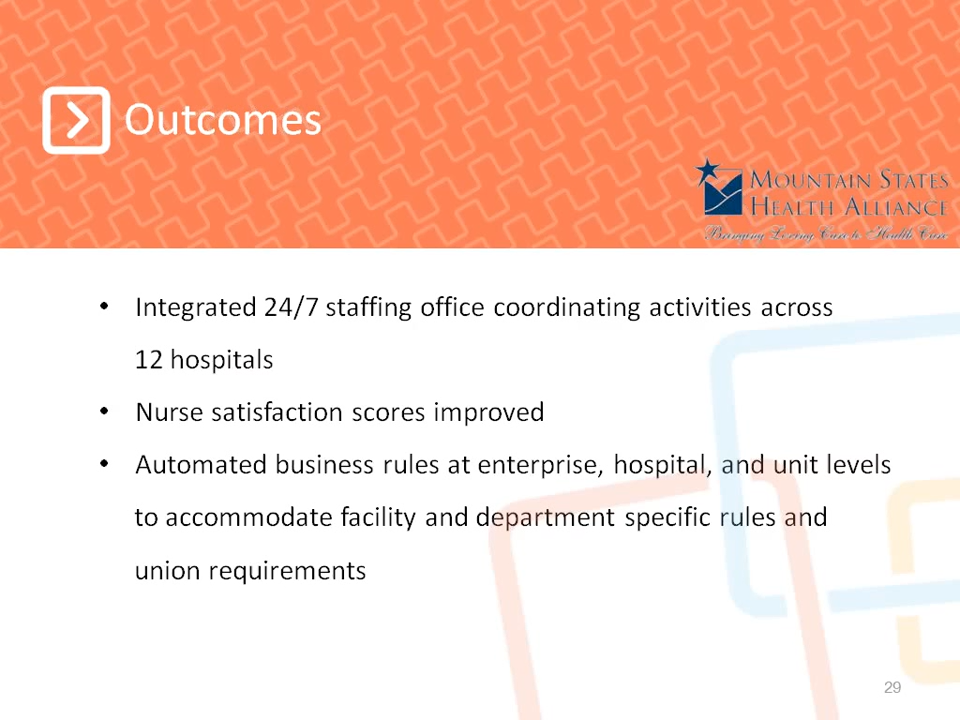 Outcomes
MOUNTAIN STATES
HEALTH ALLIANCE
Bringing Loving Care to Health Care
• Integrated 24/7 staffing office coordinating activities across
12 hospitals
• Nurse satisfaction scores improved
• Automated business rules at enterprise, hospital, and unit levels
to accommodate facility and department specific rules and
union requirements
29